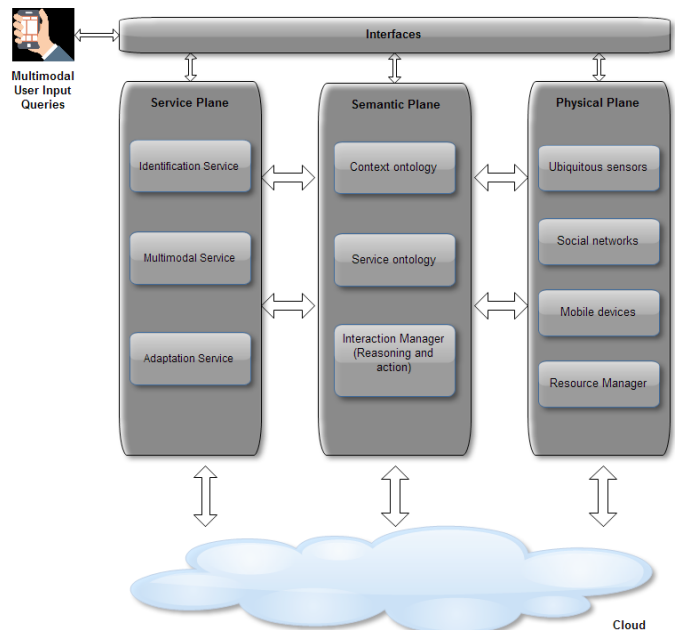 Interfaces
Multimodal
User Input
Queries
Service Plane
Identification Service
Multimodal Service
Adaptation Service
Semantic Plane
Context ontology
Service ontology
Interaction Manager
(Reasoning and
action)
Physical Plane
Ubiquitous sensors
Social networks
Mobile devices
Resource Manager
Cloud